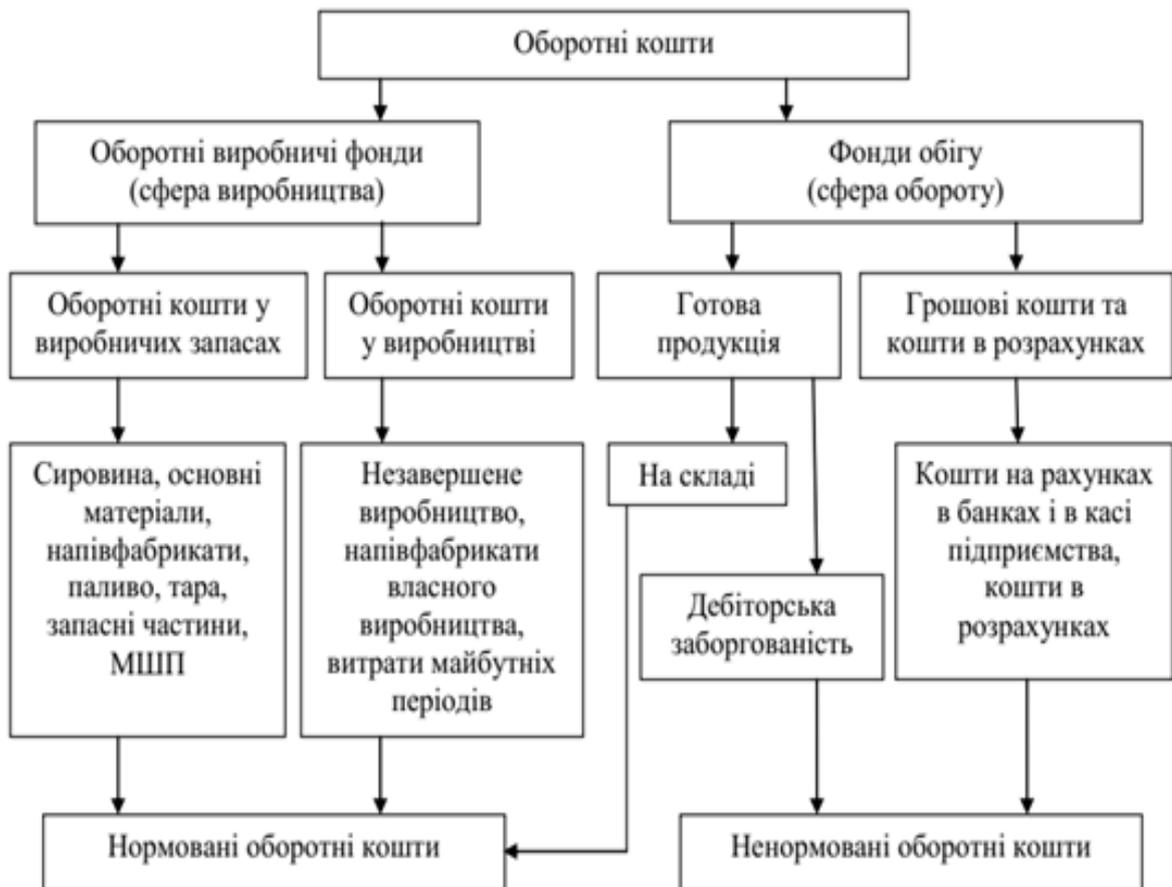 Оборотні кошти
Оборотні виробничі фонди
(сфера виробництва)
Фонди обігу
(сфера обороту)
Оборотні кошти у
виробничих запасах
Оборотні кошти
у виробництві
Готова
продукція
Грошові кошти та
кошти в розрахунках
Сировина, основні
матеріали,
напівфабрикати,
паливо, тара,
запасні частини,
МШП
Незавершене
виробництво,
напівфабрикати
власного
виробництва,
витрати майбутніх
періодів
На складі
Дебіторська
заборгованість
Кошти на рахунках
в банках і в касі
підприємства,
кошти в
розрахунках
Нормовані оборотні кошти
Ненормовані оборотні кошти